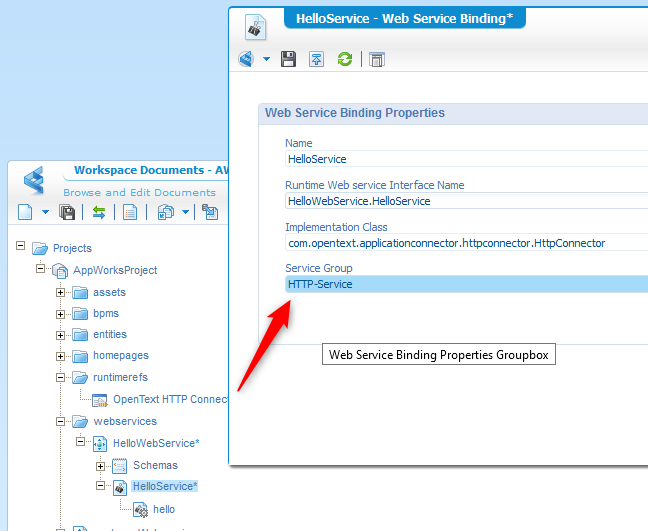 HelloService - Web Service Binding*
Web Service Binding Properties
Name
HelloService
Runtime Web service Interface Name
HelloWebService.HelloService
Implementation Class
com.opentext.applicationconnector.httpconnector.HttpConnector
Service Group
HTTP-Service
Web Service Binding Properties Groupbox
Workspace Documents - AW
Browse and Edit Documents
Projects
AppWorksProject
assets
bpms
entities
homepages
runtimerefs
OpenText HTTP Connect
webservices
HelloWebService*
Schemas
HelloService*
hello